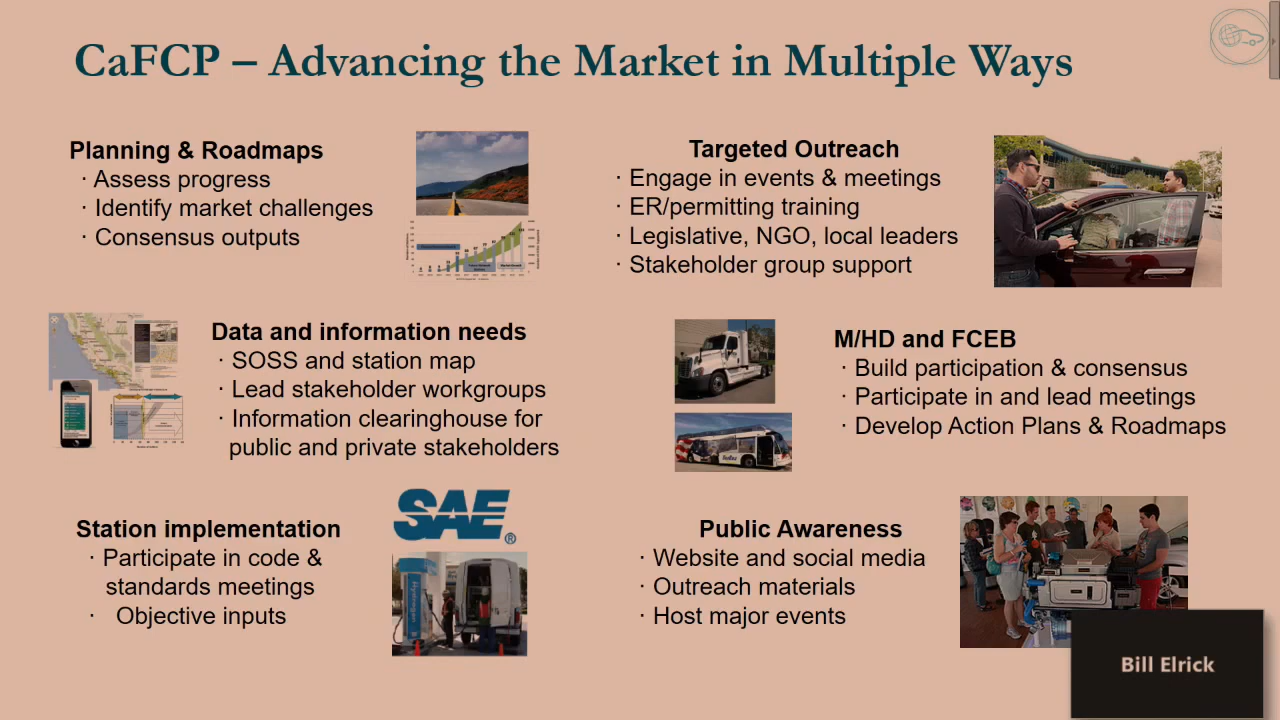 CaFCP – Advancing the Market in Multiple Ways
Planning & Roadmaps
· Assess progress
· Identify market challenges
· Consensus outputs
Targeted Outreach
· Engage in events & meetings
· ER/permitting training
· Legislative, NGO, local leaders
· Stakeholder group support
Data and information needs
· SOSS and station map
· Lead stakeholder workgroups
· Information clearinghouse for
public and private stakeholders
M/HD and FCEB
· Build participation & consensus
· Participate in and lead meetings
· Develop Action Plans & Roadmaps
Station implementation
· Participate in code &
standards meetings
· Objective inputs
SAE®
Hydrogen
Public Awareness
· Website and social media
· Outreach materials
· Host major events
Bill Elrick